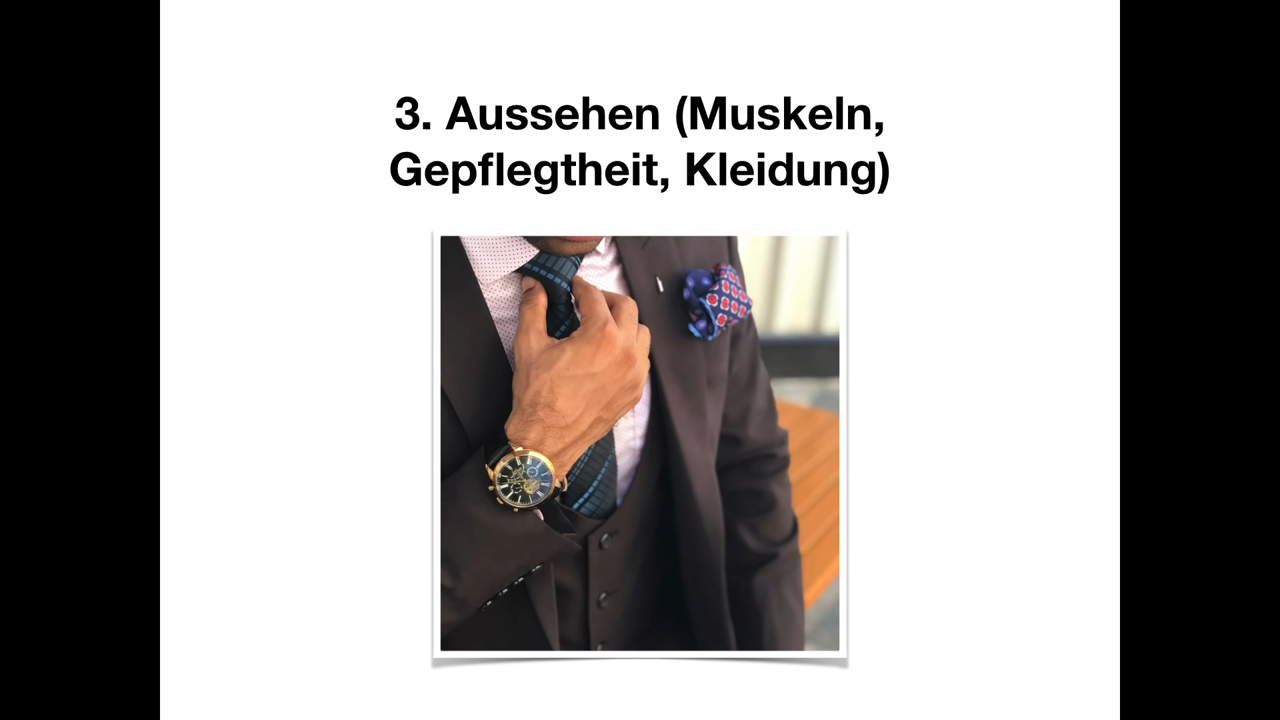 3. Aussehen (Muskeln,
Gepflegtheit, Kleidung)